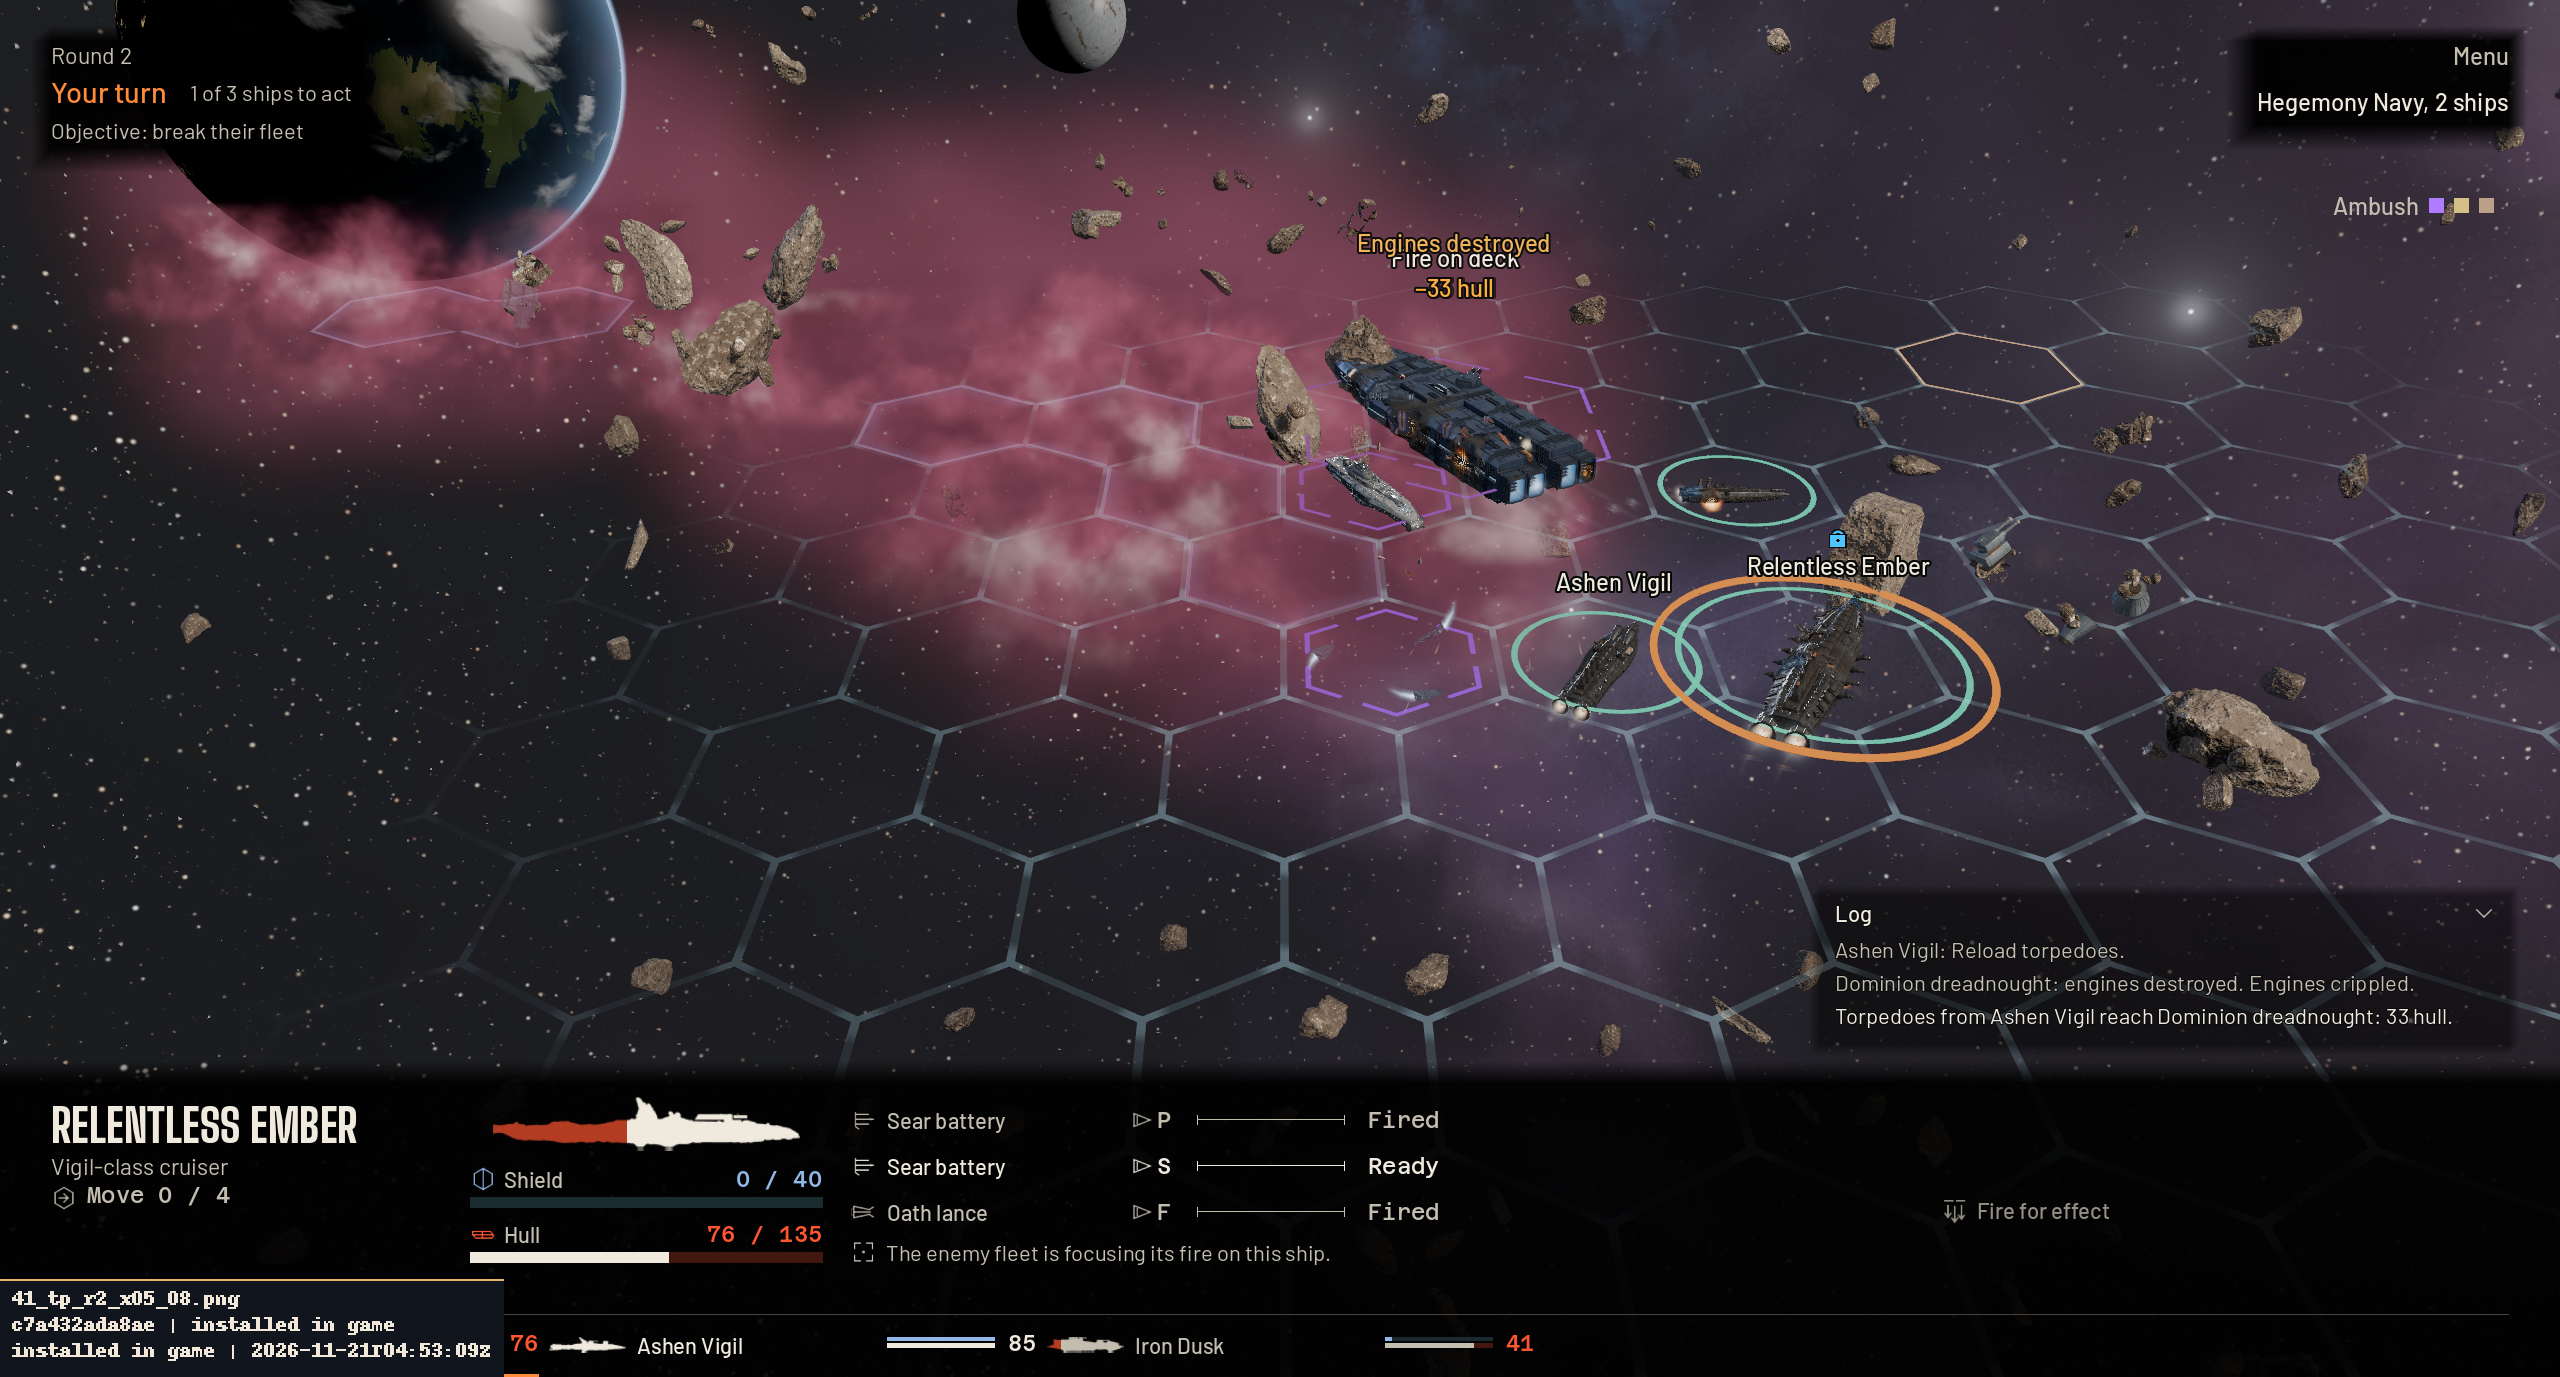 Round 2
Your turn 1 of 3 ships to act
Objective: break their fleet
Menu
Hegemony Navy, 2 ships
Ambush
Engines destroyed
Fire on deck
−33 hull
Relentless Ember
Ashen Vigil
Log
Ashen Vigil: Reload torpedoes.
Dominion dreadnought: engines destroyed. Engines crippled.
Torpedoes from Ashen Vigil reach Dominion dreadnought: 33 hull.
RELENTLESS EMBER
Vigil-class cruiser
Move 0 / 4
Shield 0 / 40
Hull 76 / 135
Sear battery P Fired
Sear battery S Ready
Oath lance F Fired
The enemy fleet is focusing its fire on this ship.
Fire for effect
41_tp_r2_x05_08.png
c7a432ada8ae | installed in game
installed in game | 2026-11-21T04:53:09Z
76 Ashen Vigil 85 Iron Dusk 41